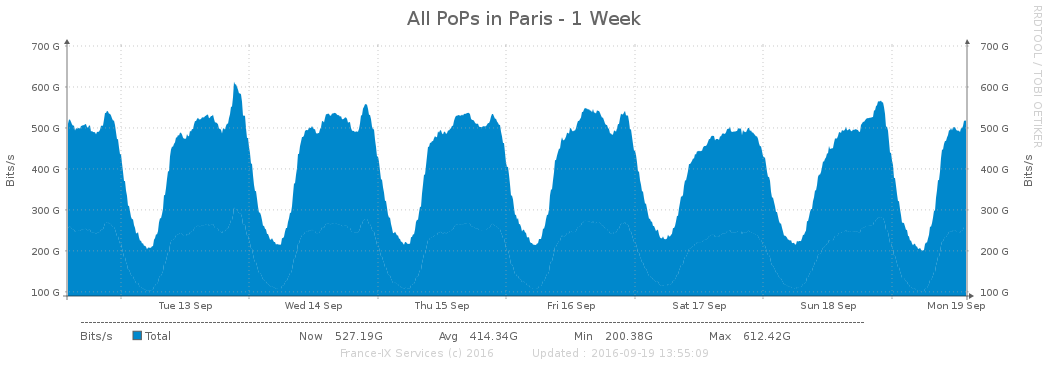 All PoPs in Paris - 1 Week
RRDTOOL / TOBI OETIKER
700 G 700 G
600 G 600 G
500 G 500 G
400 G 400 G
300 G 300 G
200 G 200 G
100 G 100 G
Bits/s
Bits/s
Tue 13 Sep Wed 14 Sep Thu 15 Sep Fri 16 Sep Sat 17 Sep Sun 18 Sep Mon 19 Sep
Bits/s Total Now 527.19G Avg 414.34G Min 200.38G Max 612.42G
France-IX Services (c) 2016 Updated : 2016-09-19 13:55:09